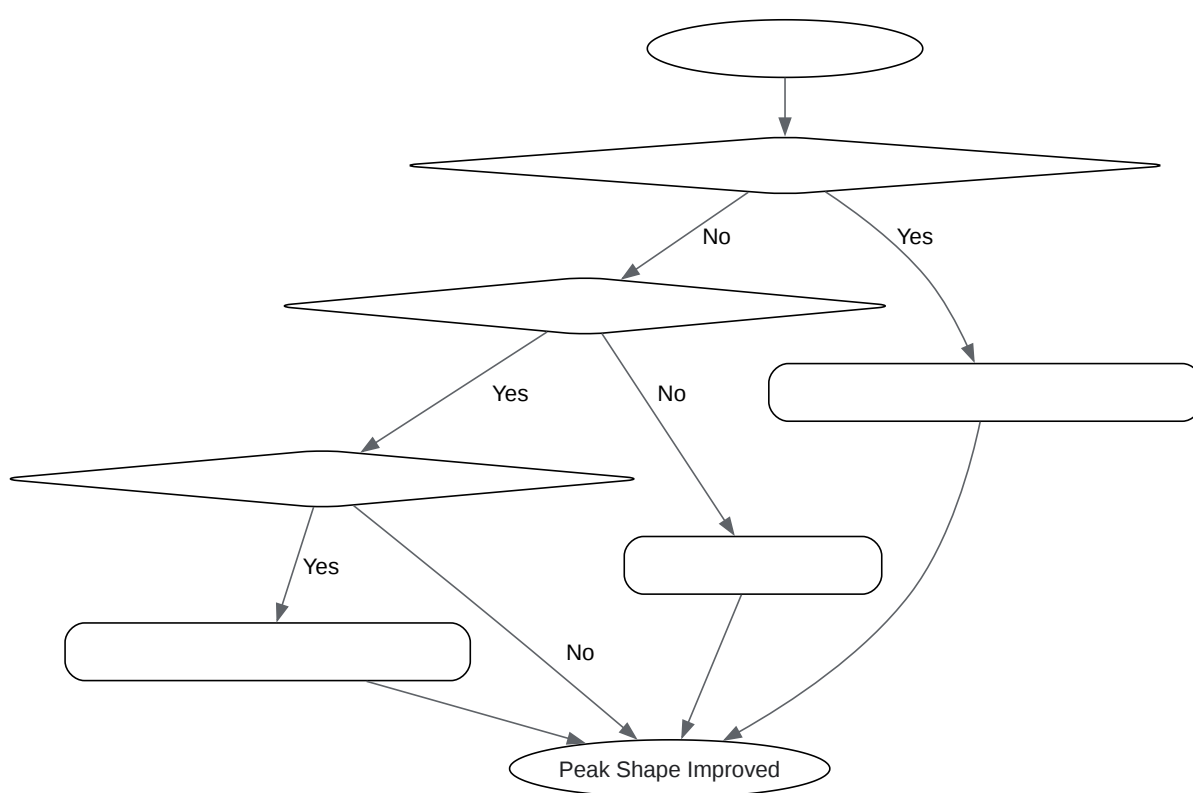 No
Yes
Yes
No
Yes
No
Peak Shape Improved